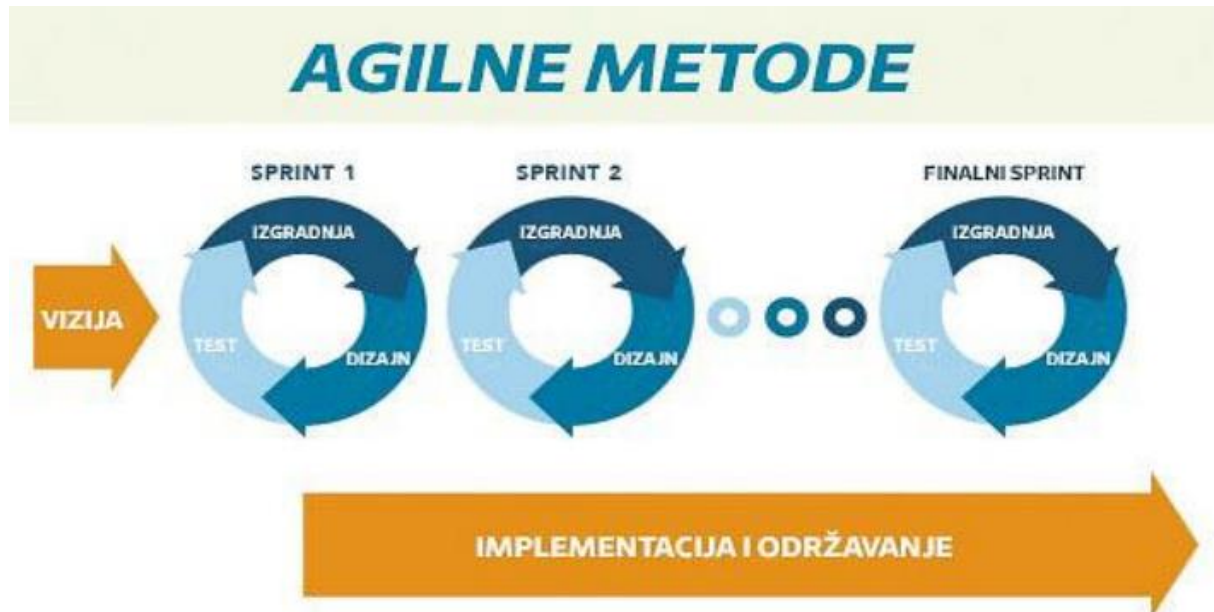 AGILNE METODE
SPRINT 1
SPRINT 2
FINALNI SPRINT
VIZIJA
IZGRADNJA
TEST
DIZAJN
IZGRADNJA
TEST
DIZAJN
IZGRADNJA
TEST
DIZAJN
IMPLEMENTACIJA I ODRŽAVANJE